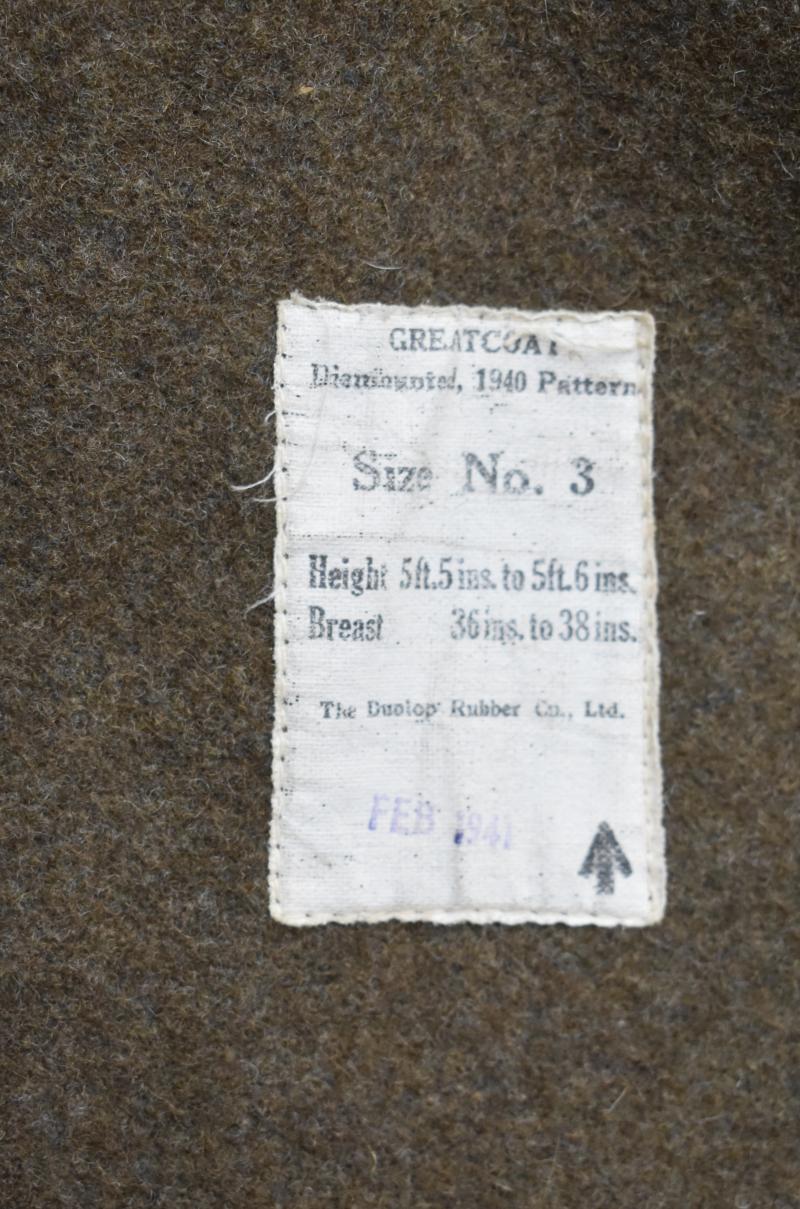 GREATCOAT
Dismounted, 1940 Pattern
Size No. 3
Height 5ft.5ins. to 5ft.6ins.
Breast 36ins. to 38ins.
The Dunlop Rubber Co., Ltd.
FEB 1941